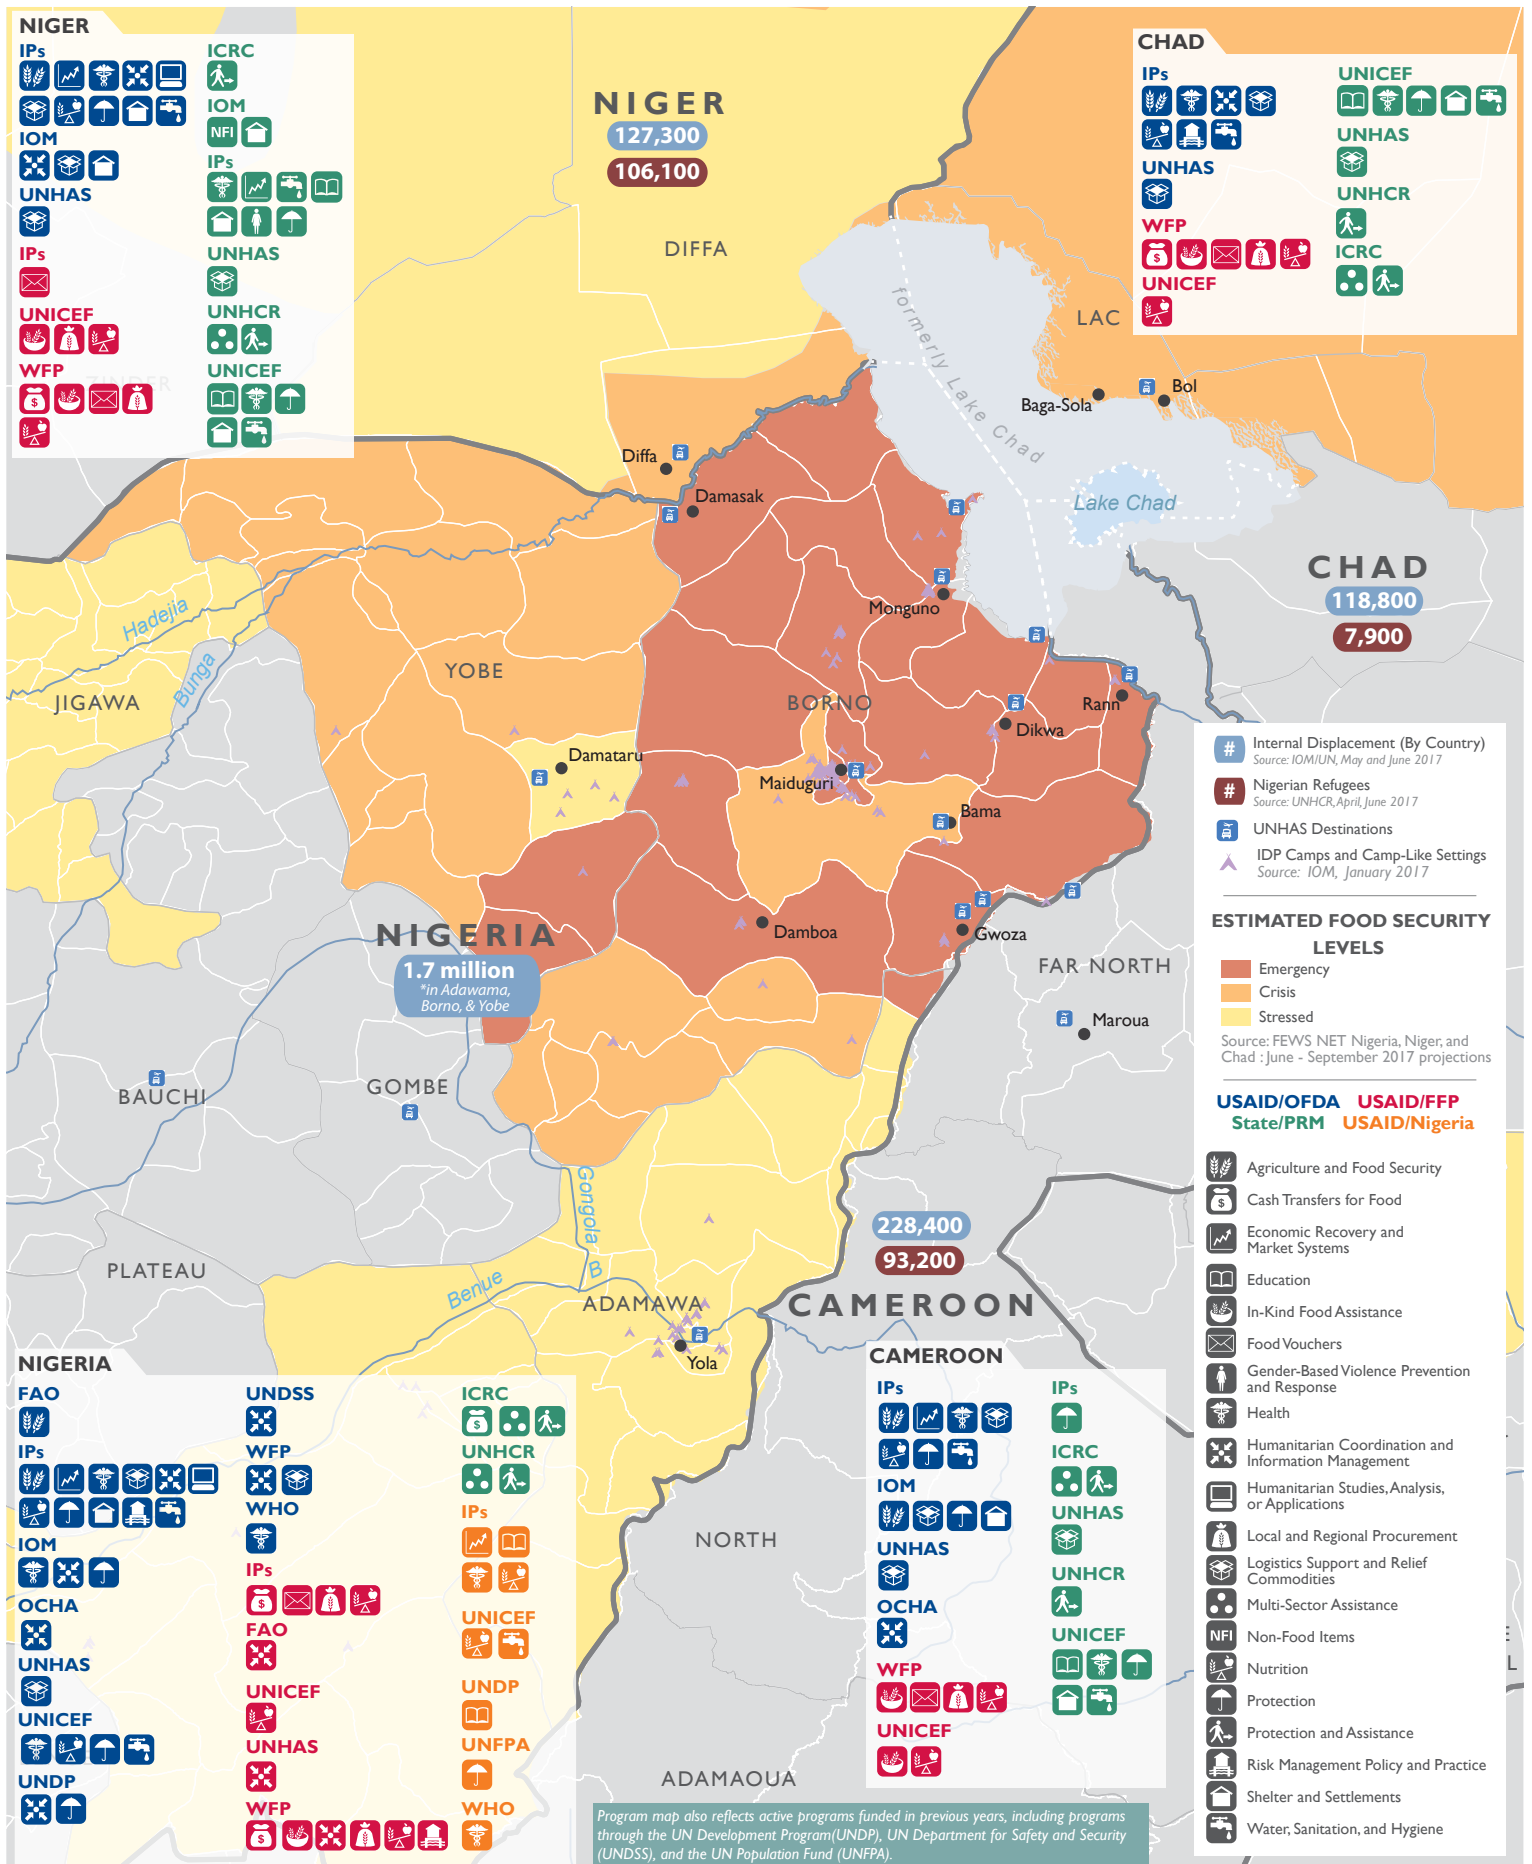 NIGER
IPs
IOM
UNHAS
IPs
UNICEF
WFP
ZINDER
ICRC
IOM
NFI
IPs
UNHAS
UNHCR
UNICEF
NIGER
127,300
106,100
DIFFA
CHAD
IPs
UNHAS
WFP
$
UNICEF
UNICEF
UNHAS
UNHCR
ICRC
LAC
formerly Lake Chad
Bol
Baga-Sola
Diffa
Damasak
Lake Chad
CHAD
118,800
7,900
Monguno
Hadejia
Bunga
JIGAWA
YOBE
BORNO
Rann
Dikwa
Damataru
Maiduguri
Bama
NIGERIA
1.7 million
*in Adawama,
Borno, & Yobe
Damboa
Gwoza
FAR NORTH
Maroua
BAUCHI
GOMBE
Gongola
PLATEAU
Benue
B
ADAMAWA
Yola
228,400
93,200
CAMEROON
NORTH
ADAMAOUA
#
Internal Displacement (By Country)
Source: IOM/UN, May and June 2017
#
Nigerian Refugees
Source: UNHCR, April, June 2017
UNHAS Destinations
IDP Camps and Camp-Like Settings
Source: IOM, January 2017
ESTIMATED FOOD SECURITY
LEVELS
Emergency
Crisis
Stressed
Source: FEWS NET Nigeria, Niger, and
Chad : June - September 2017 projections
USAID/OFDA USAID/FFP
State/PRM USAID/Nigeria
Agriculture and Food Security
$
Cash Transfers for Food
Economic Recovery and
Market Systems
Education
In-Kind Food Assistance
Food Vouchers
Gender-Based Violence Prevention
and Response
Health
Humanitarian Coordination and
Information Management
Humanitarian Studies, Analysis,
or Applications
Local and Regional Procurement
Logistics Support and Relief
Commodities
Multi-Sector Assistance
NFI
Non-Food Items
Nutrition
Protection
Protection and Assistance
Risk Management Policy and Practice
Shelter and Settlements
Water, Sanitation, and Hygiene
NIGERIA
FAO
IPs
IOM
OCHA
UNHAS
UNICEF
UNDP
UNDSS
WFP
WHO
IPs
$
FAO
UNICEF
UNHAS
WFP
$
ICRC
$
UNHCR
IPs
UNICEF
UNDP
UNFPA
WHO
CAMEROON
IPs
IOM
UNHAS
OCHA
WFP
UNICEF
IPs
ICRC
UNHAS
UNHCR
UNICEF
Program map also reflects active programs funded in previous years, including programs
through the UN Development Program(UNDP), UN Department for Safety and Security
(UNDSS), and the UN Population Fund (UNFPA).